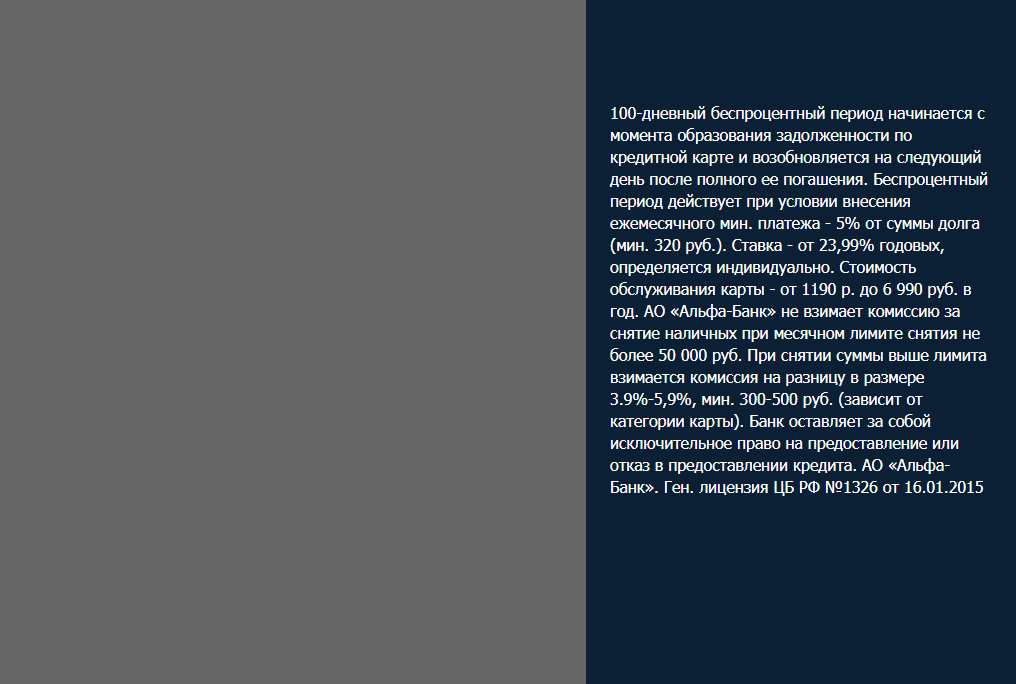 100-дневный беспроцентный период начинается с
момента образования задолженности по
кредитной карте и возобновляется на следующий
день после полного ее погашения. Беспроцентный
период действует при условии внесения
ежемесячного мин. платежа - 5% от суммы долга
(мин. 320 руб.). Ставка - от 23,99% годовых,
определяется индивидуально. Стоимость
обслуживания карты - от 1190 р. до 6 990 руб. в
год. АО «Альфа-Банк» не взимает комиссию за
снятие наличных при месячном лимите снятия не
более 50 000 руб. При снятии суммы выше лимита
взимается комиссия на разницу в размере
3.9%-5,9%, мин. 300-500 руб. (зависит от
категории карты). Банк оставляет за собой
исключительное право на предоставление или
отказ в предоставлении кредита. АО «Альфа-
Банк». Ген. лицензия ЦБ РФ №1326 от 16.01.2015